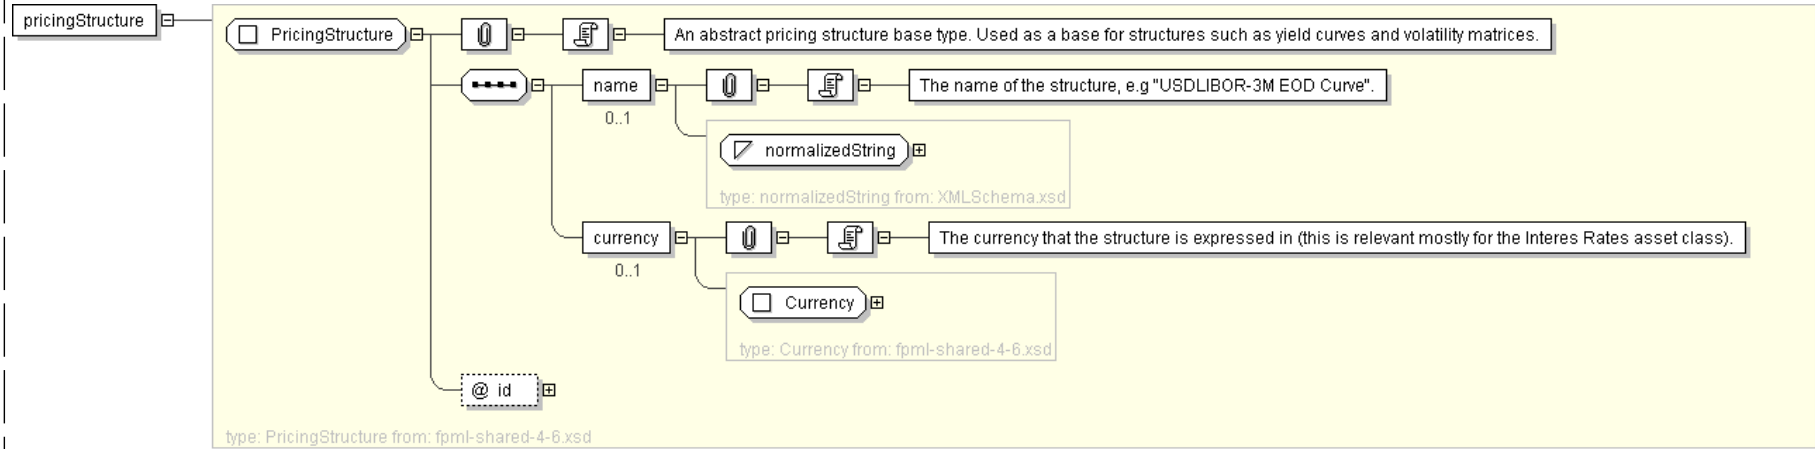 pricingStructure
PricingStructure
An abstract pricing structure base type. Used as a base for structures such as yield curves and volatility matrices.
name
The name of the structure, e.g "USDLIBOR-3M EOD Curve".
0..1
normalizedString
type: normalizedString from: XMLSchema.xsd
currency
The currency that the structure is expressed in (this is relevant mostly for the Interes Rates asset class).
0..1
Currency
type: Currency from: fpml-shared-4-6.xsd
@ id
type: PricingStructure from: fpml-shared-4-6.xsd